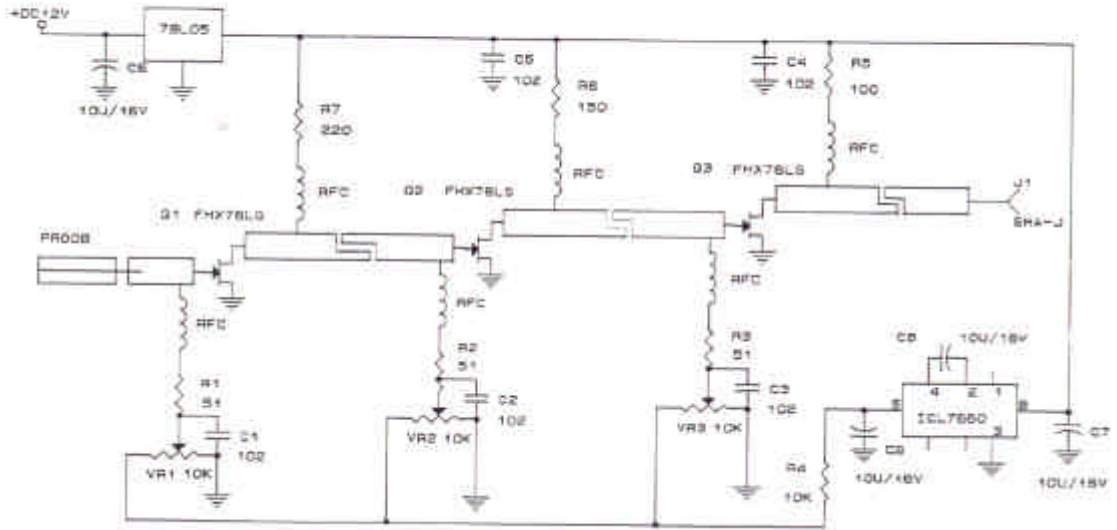 +DC12V
78L05
C6
10U/16V
R7
220
C5
102
R6
150
C4
102
R5
100
RFC
RFC
RFC
Q1 FHX76LG
Q2 FHX76LG
Q3 FHX76LG
J1
SMA-J
PROOB
RFC
RFC
RFC
R1
51
R2
51
R3
51
C1
102
C2
102
C3
102
VR1 10K
VR2 10K
VR3 10K
R4
10K
10U/16V
C8
10U/16V
4 2 1
5
ICL7660
8
3
C7
10U/16V